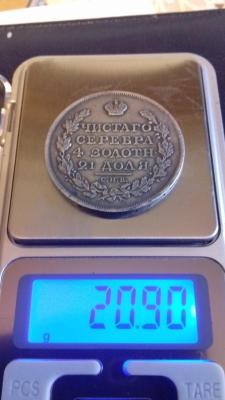 ЧИСТАГО
СЕРЕБРА
4 ЗОЛОТН
21 ДОЛЯ
С.П.Б.
20.90
g
PCS
TARE